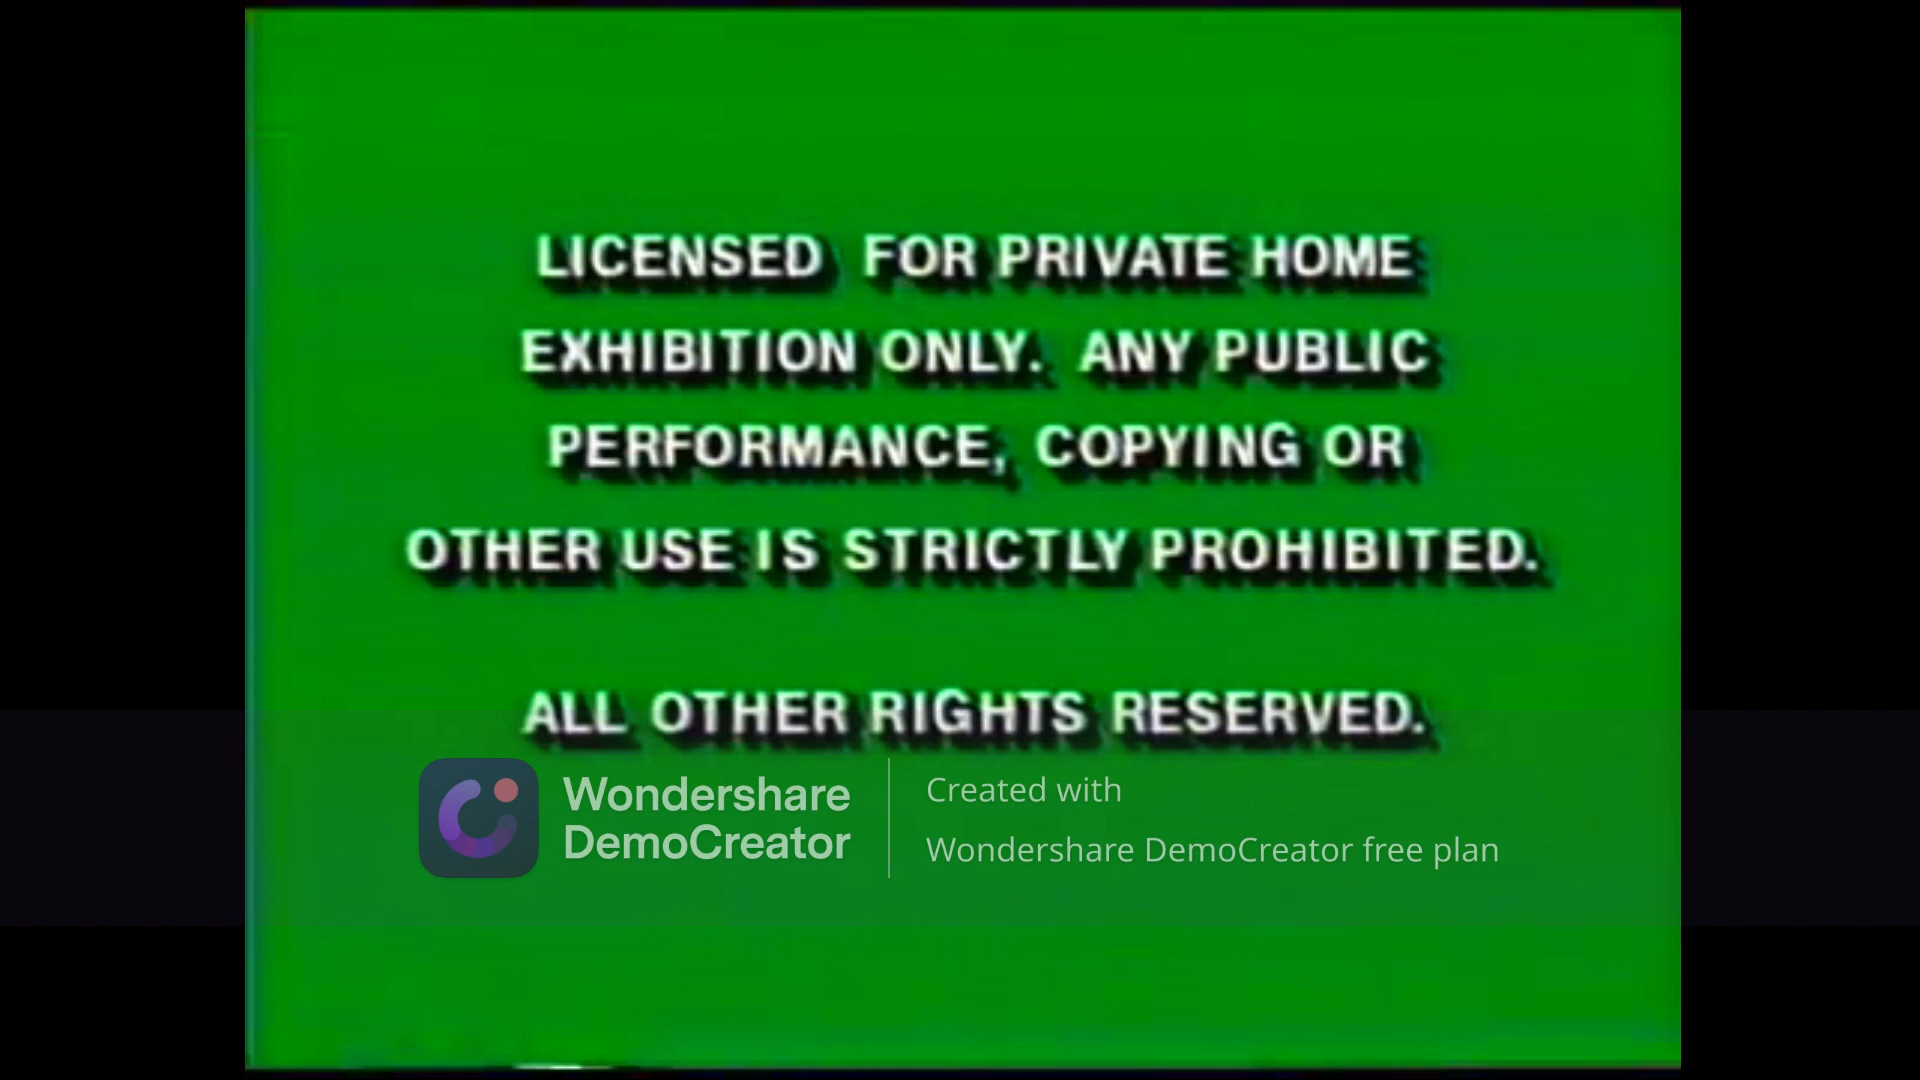 LICENSED FOR PRIVATE HOME
EXHIBITION ONLY. ANY PUBLIC
PERFORMANCE, COPYING OR
OTHER USE IS STRICTLY PROHIBITED.
ALL OTHER RIGHTS RESERVED.
Wondershare
DemoCreator
Created with
Wondershare DemoCreator free plan